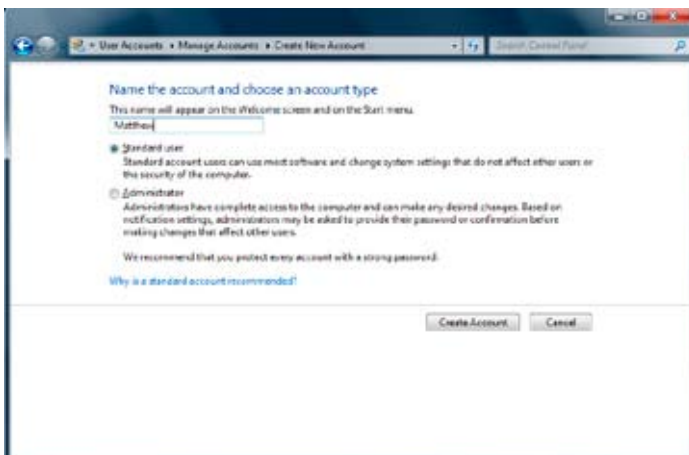 User Accounts ▸ Manage Accounts ▸ Create New Account
Search Control Panel
Name the account and choose an account type
This name will appear on the Welcome screen and on the Start menu.
Matthew
Standard user
Standard account users can use most software and change system settings that do not affect other users or
the security of the computer.
Administrator
Administrators have complete access to the computer and can make any desired changes. Based on
notification settings, administrators may be asked to provide their password or confirmation before
making changes that affect other users.
We recommend that you protect every account with a strong password.
Why is a standard account recommended?
Create Account
Cancel